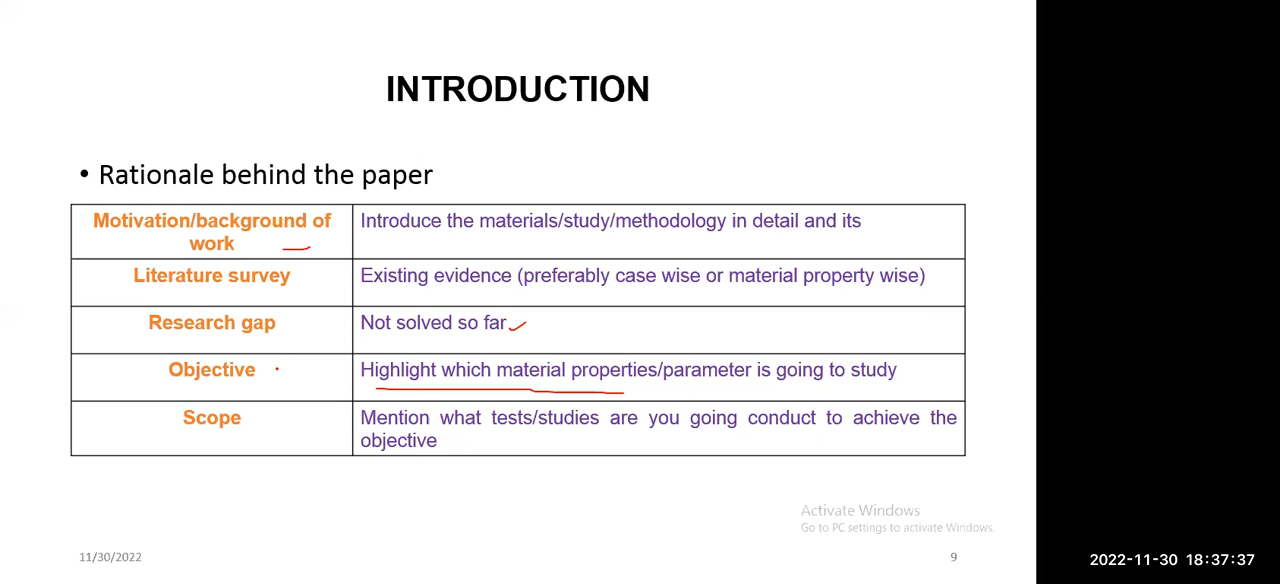 INTRODUCTION
• Rationale behind the paper
Motivation/background of
work
Introduce the materials/study/methodology in detail and its
Literature survey
Existing evidence (preferably case wise or material property wise)
Research gap
Not solved so far
Objective
Highlight which material properties/parameter is going to study
Scope
Mention what tests/studies are you going conduct to achieve the
objective
Activate Windows
Go to PC settings to activate Windows.
11/30/2022
9
2022-11-30 18:37:37